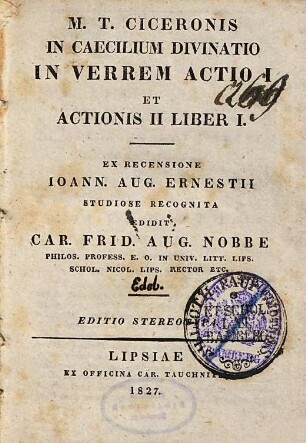 M. T. CICERONIS
IN CAECILIUM DIVINATIO
IN VERREM ACTIO I.
ET
ACTIONIS II LIBER I.
EX RECENSIONE
IOANN. AUG. ERNESTII
STUDIOSE RECOGNITA
EDIDIT
CAR. FRID. AUG. NOBBE
PHILOS. PROFESS. E. O. IN UNIV. LITT. LIPS.
SCHOL. NICOL. LIPS. RECTOR ETC.
EDITIO
LIPSIAE
EX OFFICINA CAR.
1827.